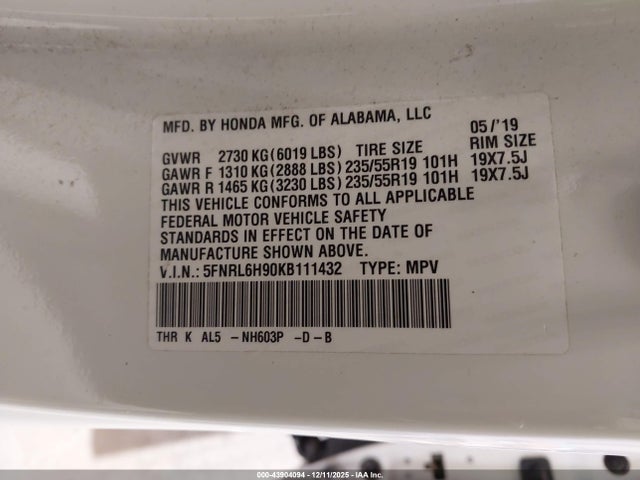 MFD. BY HONDA MFG. OF ALABAMA, LLC 05/'19
GVWR 2730 KG(6019 LBS) TIRE SIZE RIM SIZE
GAWR F 1310 KG(2888 LBS)235/55R19 101H 19X7.5J
GAWR R 1465 KG(3230 LBS)235/55R19 101H 19X7.5J
THIS VEHICLE CONFORMS TO ALL APPLICABLE
FEDERAL MOTOR VEHICLE SAFETY
STANDARDS IN EFFECT ON THE DATE OF
MANUFACTURE SHOWN ABOVE.
V.I.N.: 5FNRL6H90KB111432 TYPE: MPV
THR K AL5 -NH603P -D-B
000-43904094 - 12/11/2025 - IAA Inc.